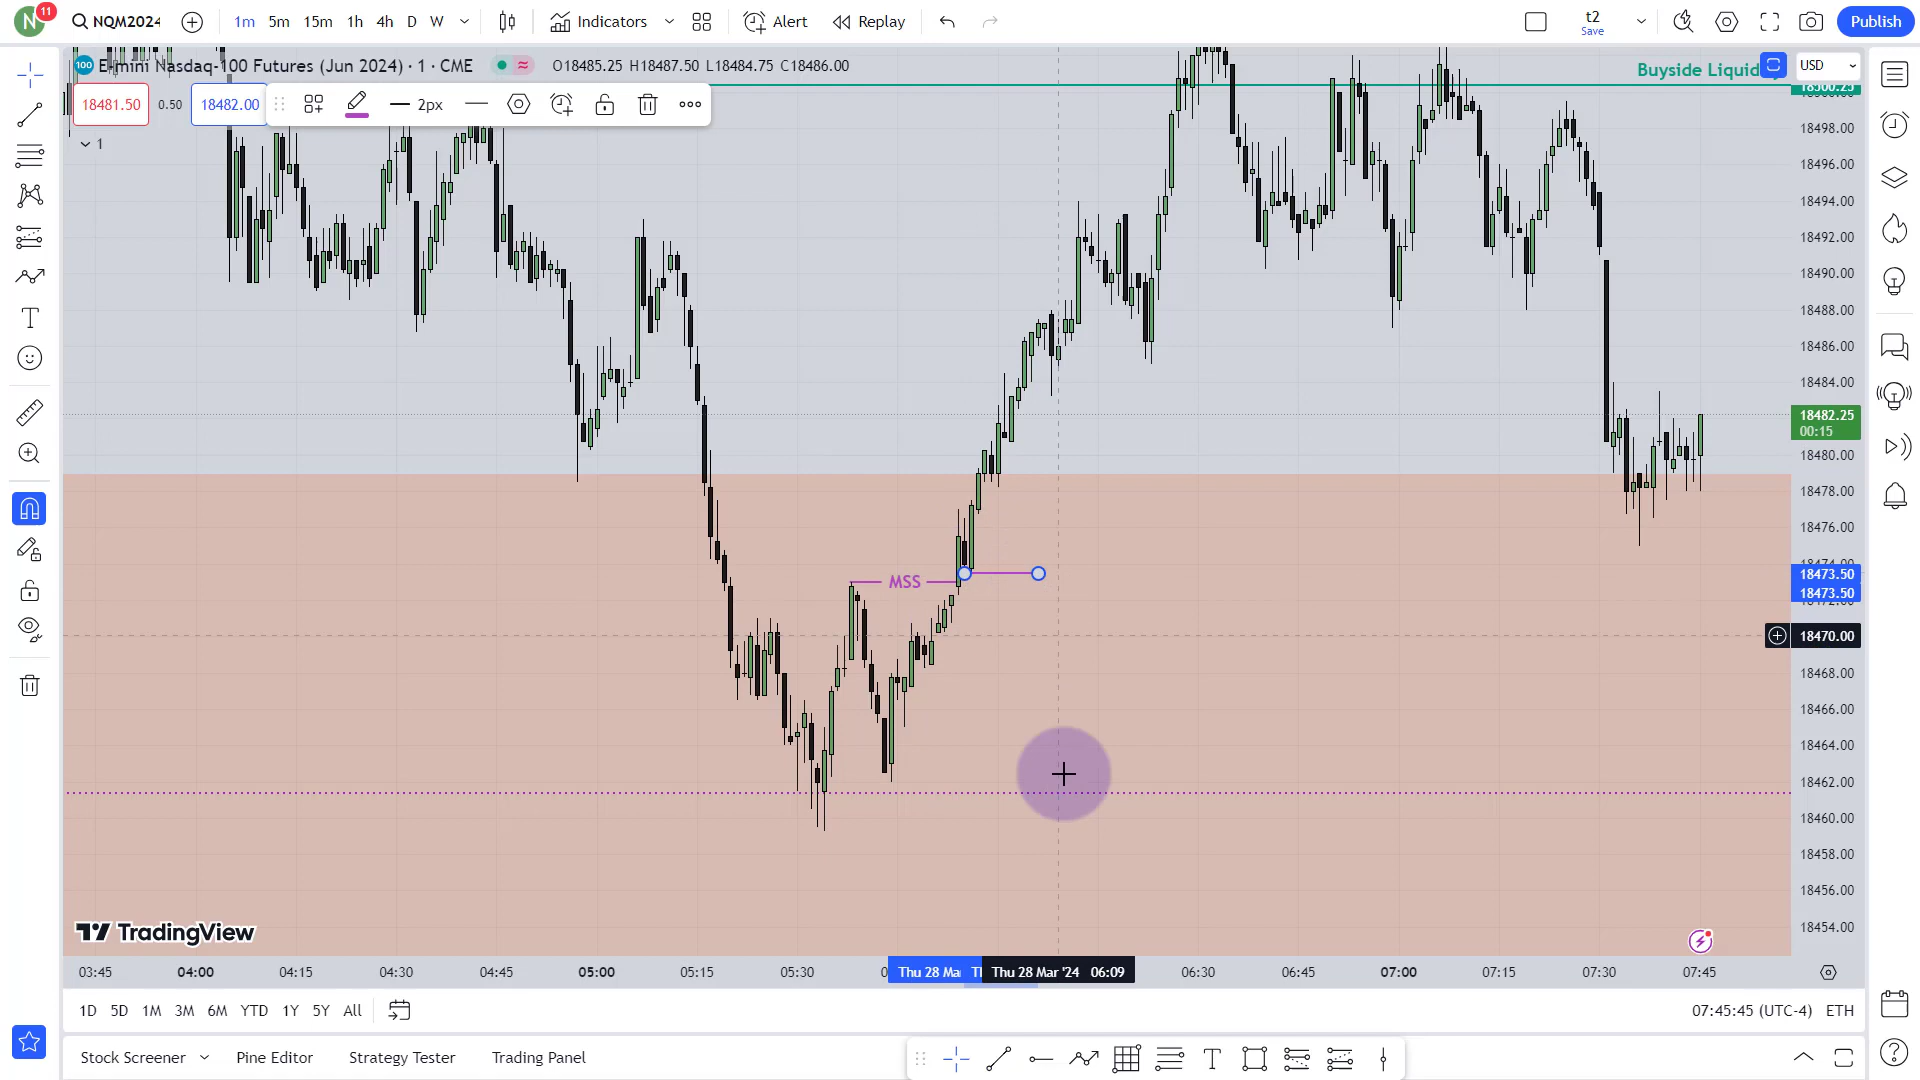 N 11 NQM2024 1m 5m 15m 1h 4h D W Indicators Alert Replay t2 Save Publish
100 E-mini Nasdaq-100 Futures (Jun 2024) · 1 · CME ≈ O18485.25 H18487.50 L18484.75 C18486.00
Buyside Liquid
USD
18500.25
18481.50 0.50 18482.00 2px
1
18498.00
18496.00
18494.00
18492.00
18490.00
18488.00
18486.00
18484.00
18482.25
00:15
18480.00
18478.00
18476.00
18473.50
18473.50
MSS
18470.00
18468.00
18466.00
18464.00
18462.00
18460.00
18458.00
18456.00
18454.00
TradingView
03:45 04:00 04:15 04:30 04:45 05:00 05:15 05:30 Thu 28 Mar Thu 28 Mar '24 06:09 06:30 06:45 07:00 07:15 07:30 07:45
1D 5D 1M 3M 6M YTD 1Y 5Y All 07:45:45 (UTC-4) ETH
Stock Screener Pine Editor Strategy Tester Trading Panel